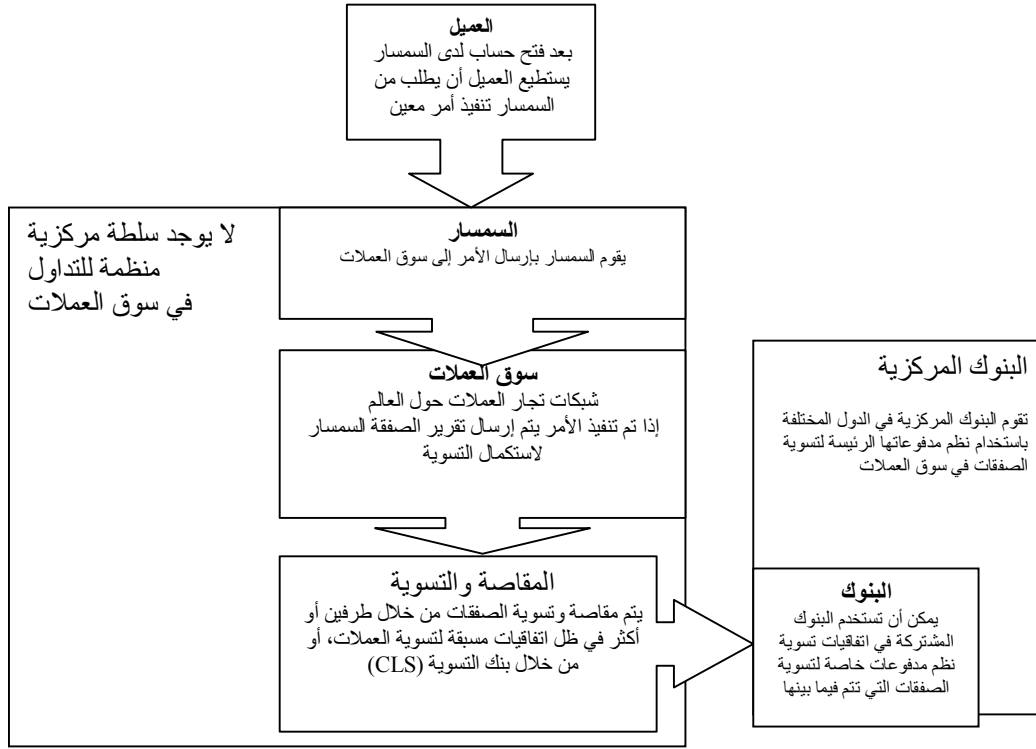 العميل
بعد فتح حساب لدى السمسار
يستطيع العميل أن يطلب من
السمسار تنفيذ أمر معين
لا يوجد سلطة مركزية
منظمة للتداول
في سوق العملات
السمسار
يقوم السمسار بإرسال الأمر إلى سوق العملات
سوق العملات
شبكات تجار العملات حول العالم
إذا تم تنفيذ الأمر يتم إرسال تقرير الصفقة السمسار
لاستكمال التسوية
المقاصة والتسوية
يتم مقاصة وتسوية الصفقات من خلال طرفين أو
أكثر في ظل اتفاقيات مسبقة لتسوية العملات، أو
من خلال بنك التسوية (CLS)
البنوك المركزية
تقوم البنوك المركزية في الدول المختلفة
باستخدام نظم مدفوعاتها الرئيسة لتسوية
الصفقات في سوق العملات
البنوك
يمكن أن تستخدم البنوك
المشتركة في اتفاقيات تسوية
نظم مدفوعات خاصة لتسوية
الصفقات التي تتم فيما بينها